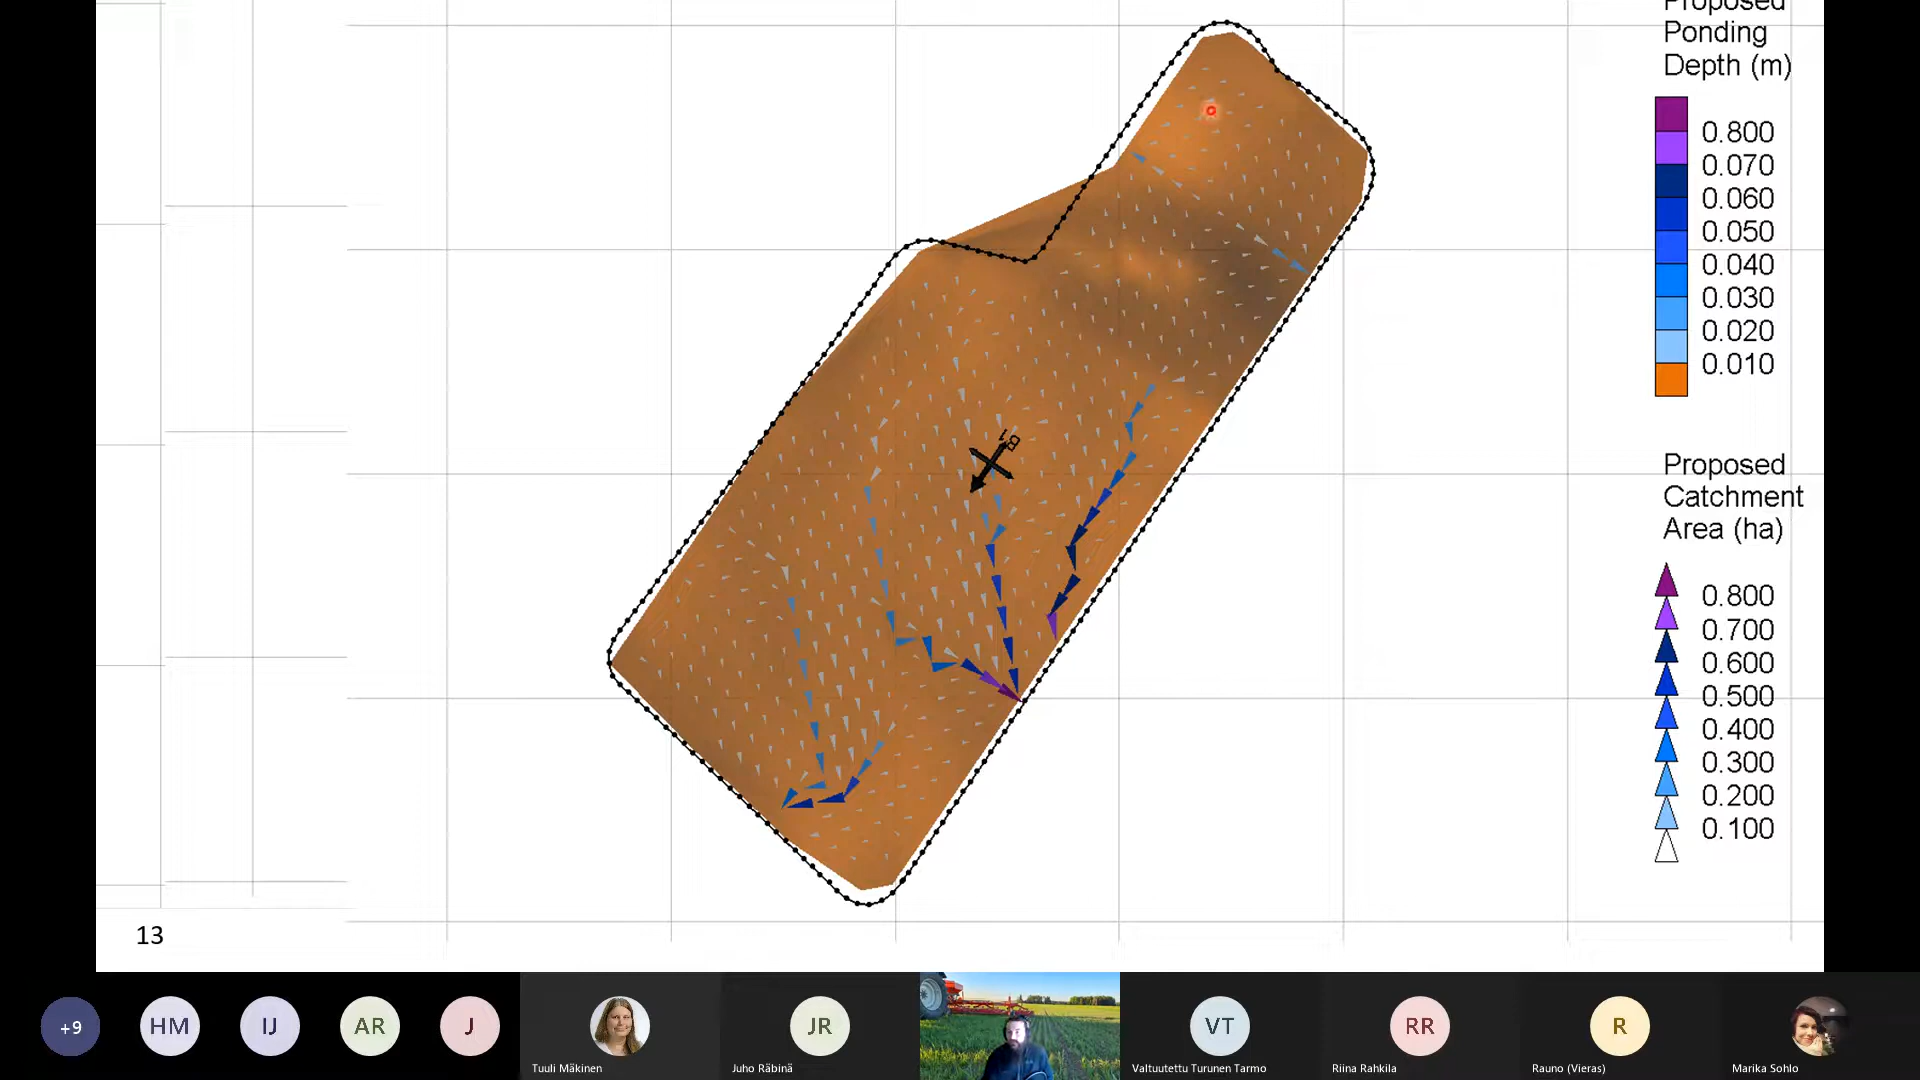 Proposed
Ponding
Depth (m)
0.800
0.070
0.060
0.050
0.040
0.030
0.020
0.010
B1
Proposed
Catchment
Area (ha)
0.800
0.700
0.600
0.500
0.400
0.300
0.200
0.100
13
+9
HM
IJ
AR
J
Tuuli Mäkinen
JR
Juho Räbinä
VT
Valtuutettu Turunen Tarmo
RR
Riina Rahkila
R
Rauno (Vieras)
Marika Sohlo